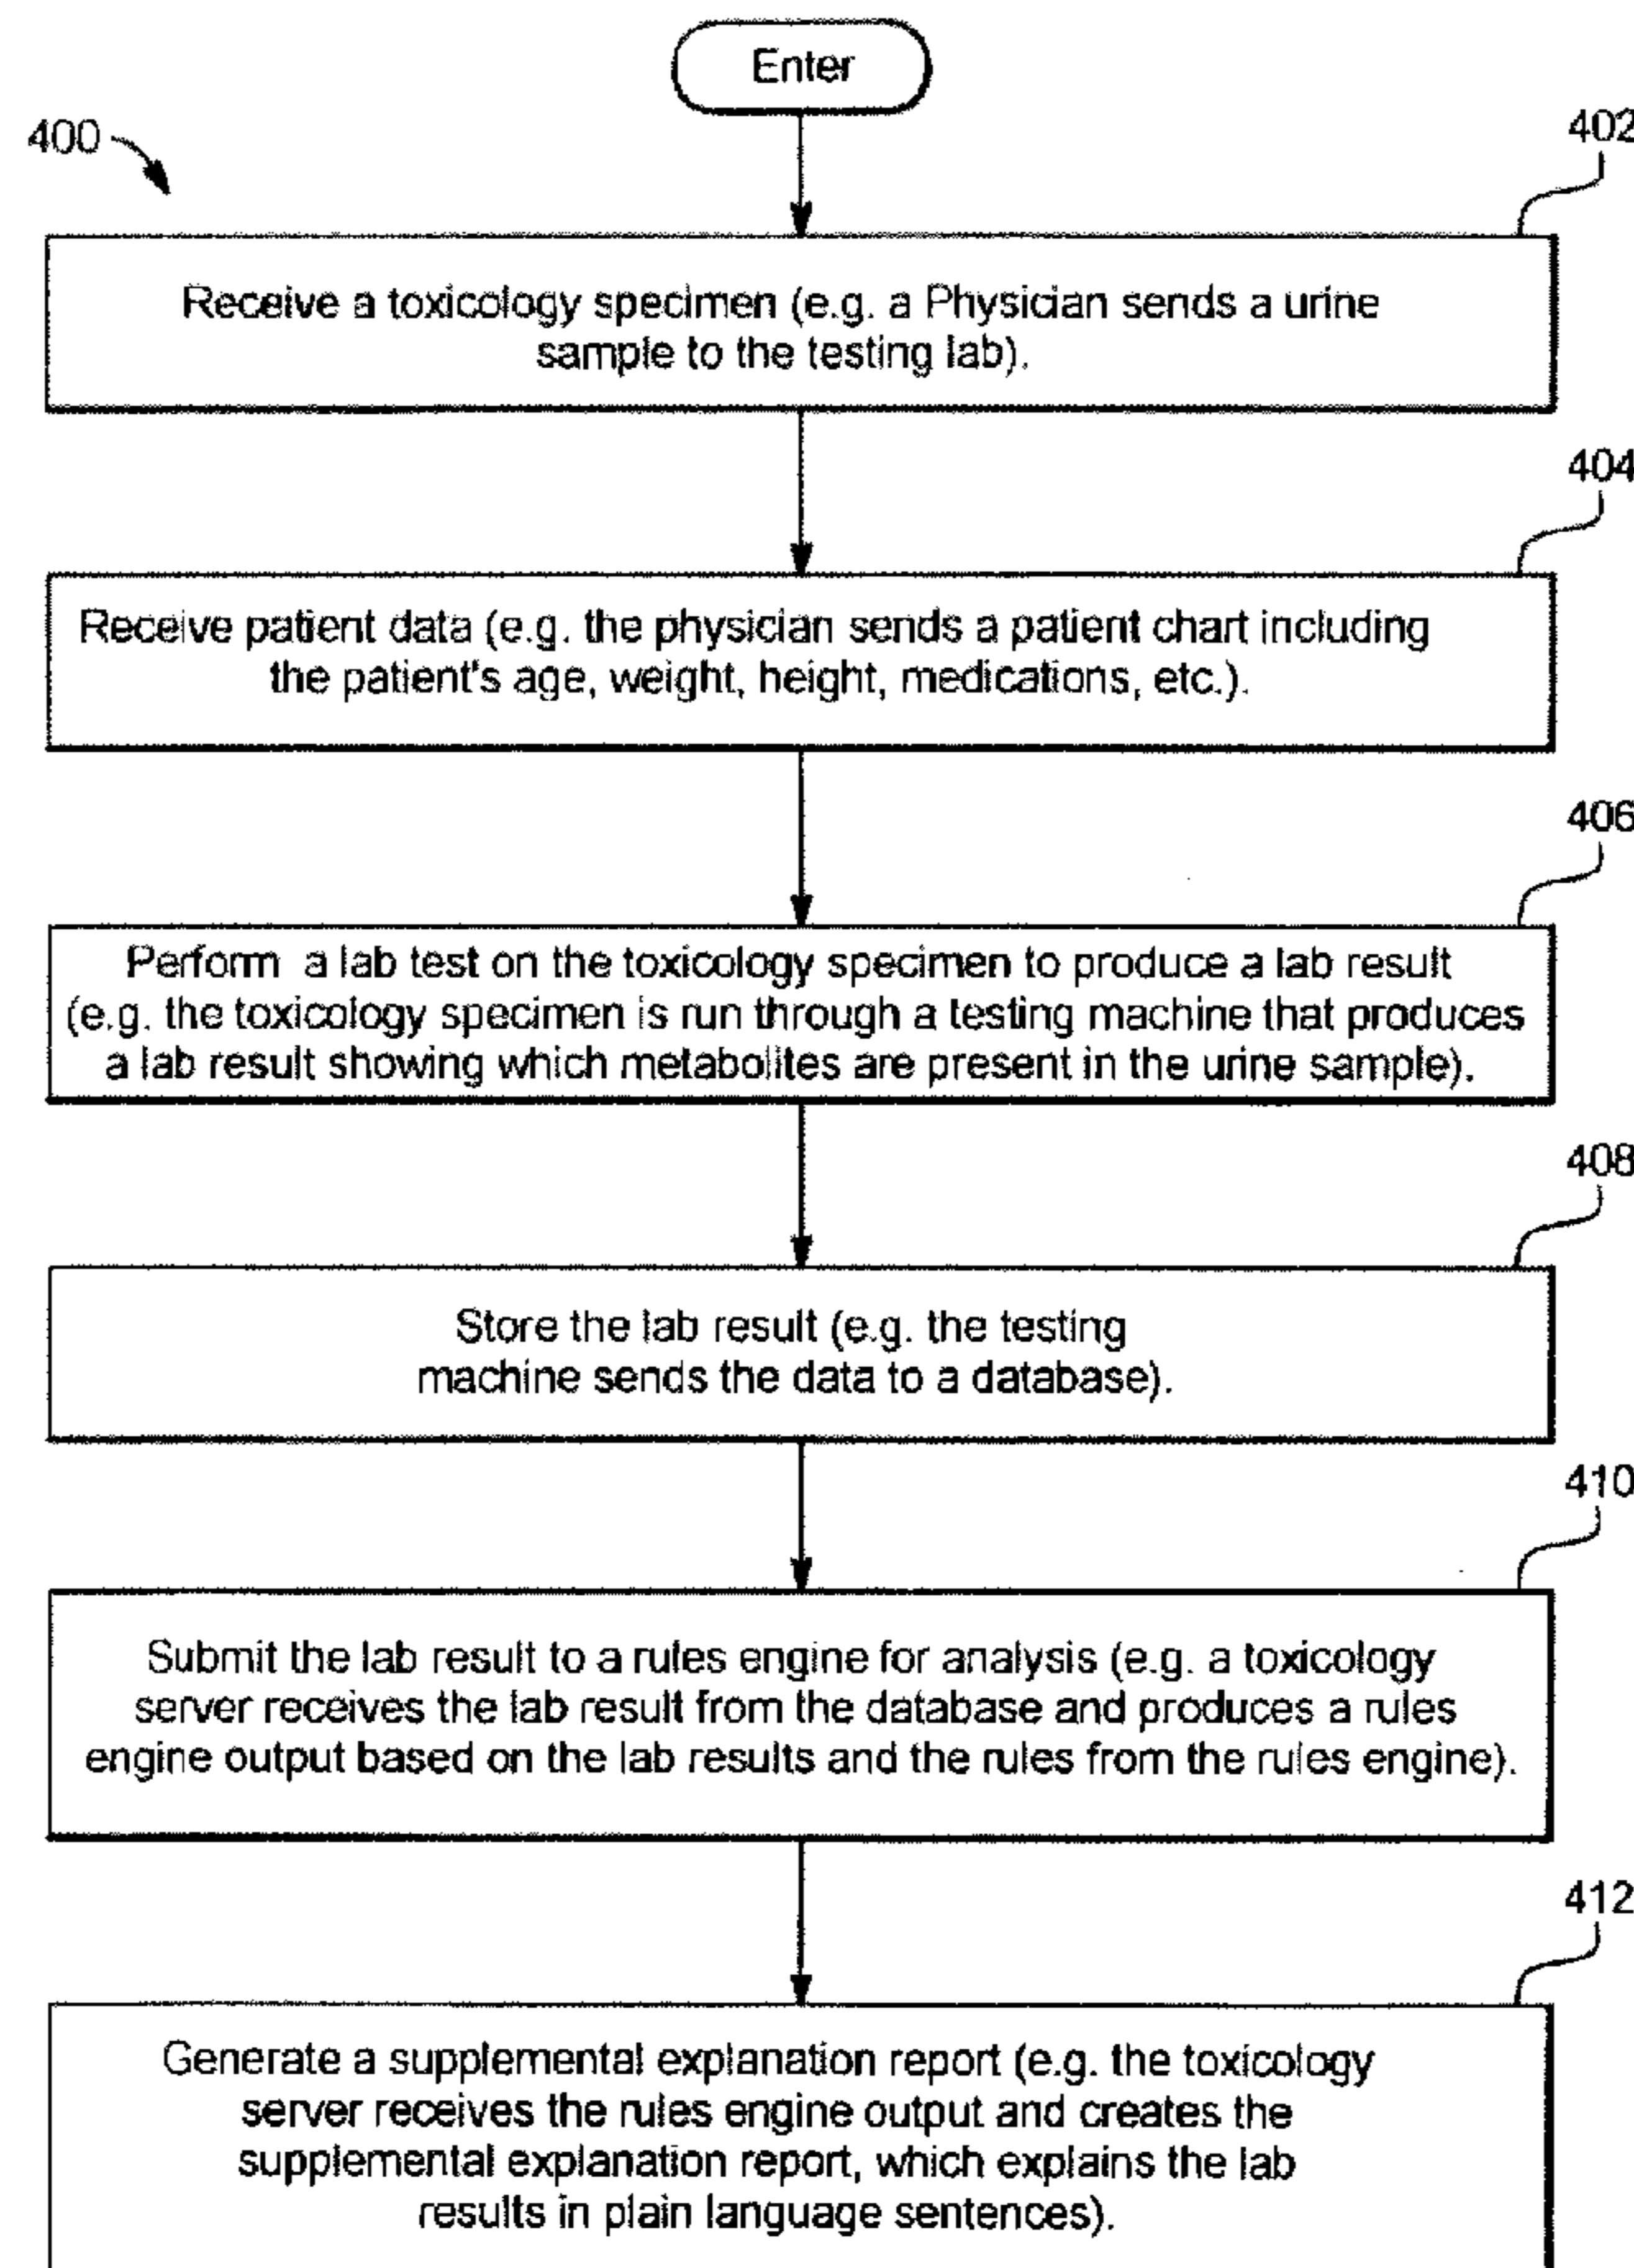 Enter
400
402
Receive a toxicology specimen (e.g. a Physician sends a urine
sample to the testing lab).
404
Receive patient data (e.g. the physician sends a patient chart including
the patient's age, weight, height, medications, etc.).
406
Perform a lab test on the toxicology specimen to produce a lab result
(e.g. the toxicology specimen is run through a testing machine that produces
a lab result showing which metabolites are present in the urine sample).
408
Store the lab result (e.g. the testing
machine sends the data to a database).
410
Submit the lab result to a rules engine for analysis (e.g. a toxicology
server receives the lab result from the database and produces a rules
engine output based on the lab results and the rules from the rules engine).
412
Generate a supplemental explanation report (e.g. the toxicology
server receives the rules engine output and creates the
supplemental explanation report, which explains the lab
results in plain language sentences).